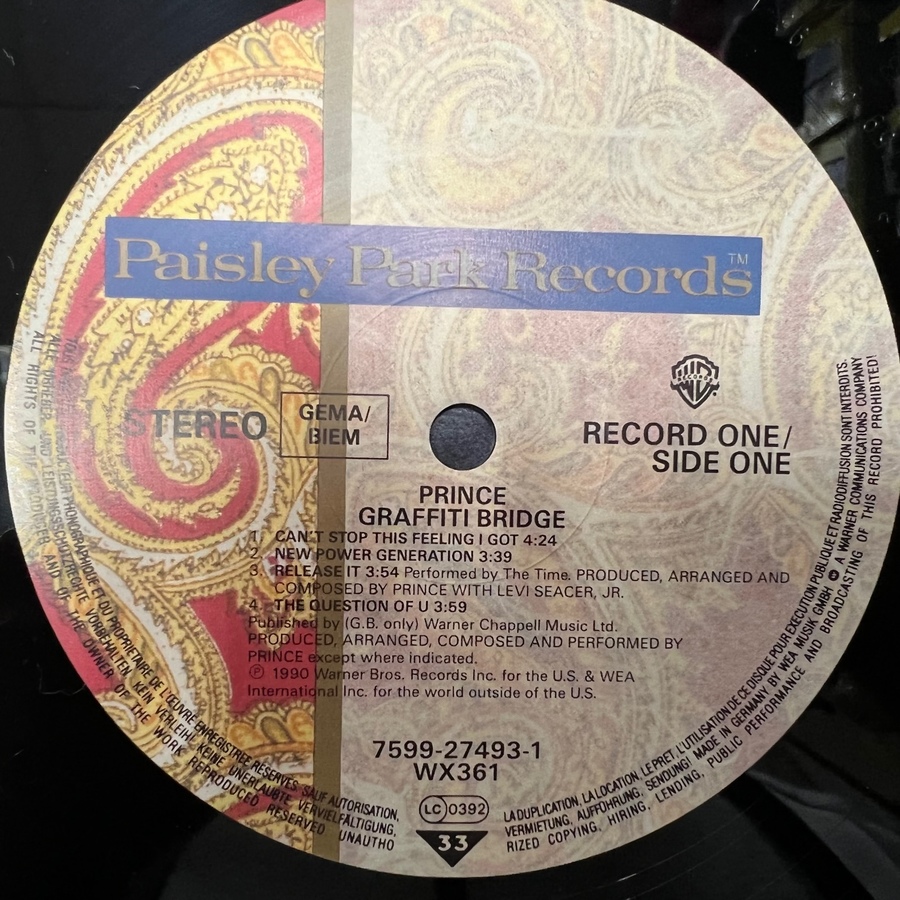 Paisley Park Records™
RECORDS
STEREO
GEMA/
BIEM
RECORD ONE/
SIDE ONE
PRINCE
GRAFFITI BRIDGE
1. CAN'T STOP THIS FEELING I GOT 4:24
2. NEW POWER GENERATION 3:39
3. RELEASE IT 3:54 Performed by The Time. PRODUCED, ARRANGED AND
COMPOSED BY PRINCE WITH LEVI SEACER, JR.
4. THE QUESTION OF U 3:59
Published by (G.B. only) Warner Chappell Music Ltd.
PRODUCED, ARRANGED, COMPOSED AND PERFORMED BY
PRINCE except where indicated.
℗ 1990 Warner Bros. Records Inc. for the U.S. & WEA
International Inc. for the world outside of the U.S.
7599-27493-1
WX361
LC 0392
33
PHONOGRAPHIQUE ET DU PROPRIETAIRE DE L'ŒUVRE ENREGISTREE RESERVES. SAUF AUTORISATION, LA DUPLICATION, LA LOCATION, LE PRET, L'UTILISATION DE CE DISQUE POUR EXECUTION PUBLIQUE ET RADIODIFFUSION SONT INTERDITS.
ALLE URHEBER- UND LEISTUNGSSCHUTZRECHTE VORBEHALTEN. KEIN VERLEIH! KEINE UNERLAUBTE VERVIELFÄLTIGUNG, VERMIETUNG, AUFFÜHRUNG, SENDUNG! MADE IN GERMANY BY WEA MUSIK GMBH A WARNER COMMUNICATIONS COMPANY
ALL RIGHTS OF THE PRODUCER AND OF THE OWNER OF THE WORK REPRODUCED RESERVED UNAUTHORIZED COPYING, HIRING, LENDING, PUBLIC PERFORMANCE AND BROADCASTING OF THIS RECORD PROHIBITED!